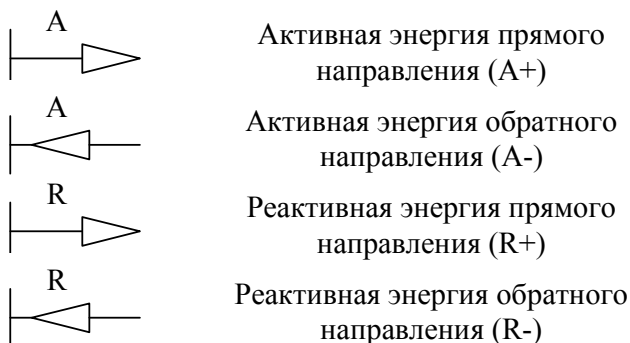 A
Активная энергия прямого
направления (A+)
A
Активная энергия обратного
направления (A-)
R
Реактивная энергия прямого
направления (R+)
R
Реактивная энергия обратного
направления (R-)